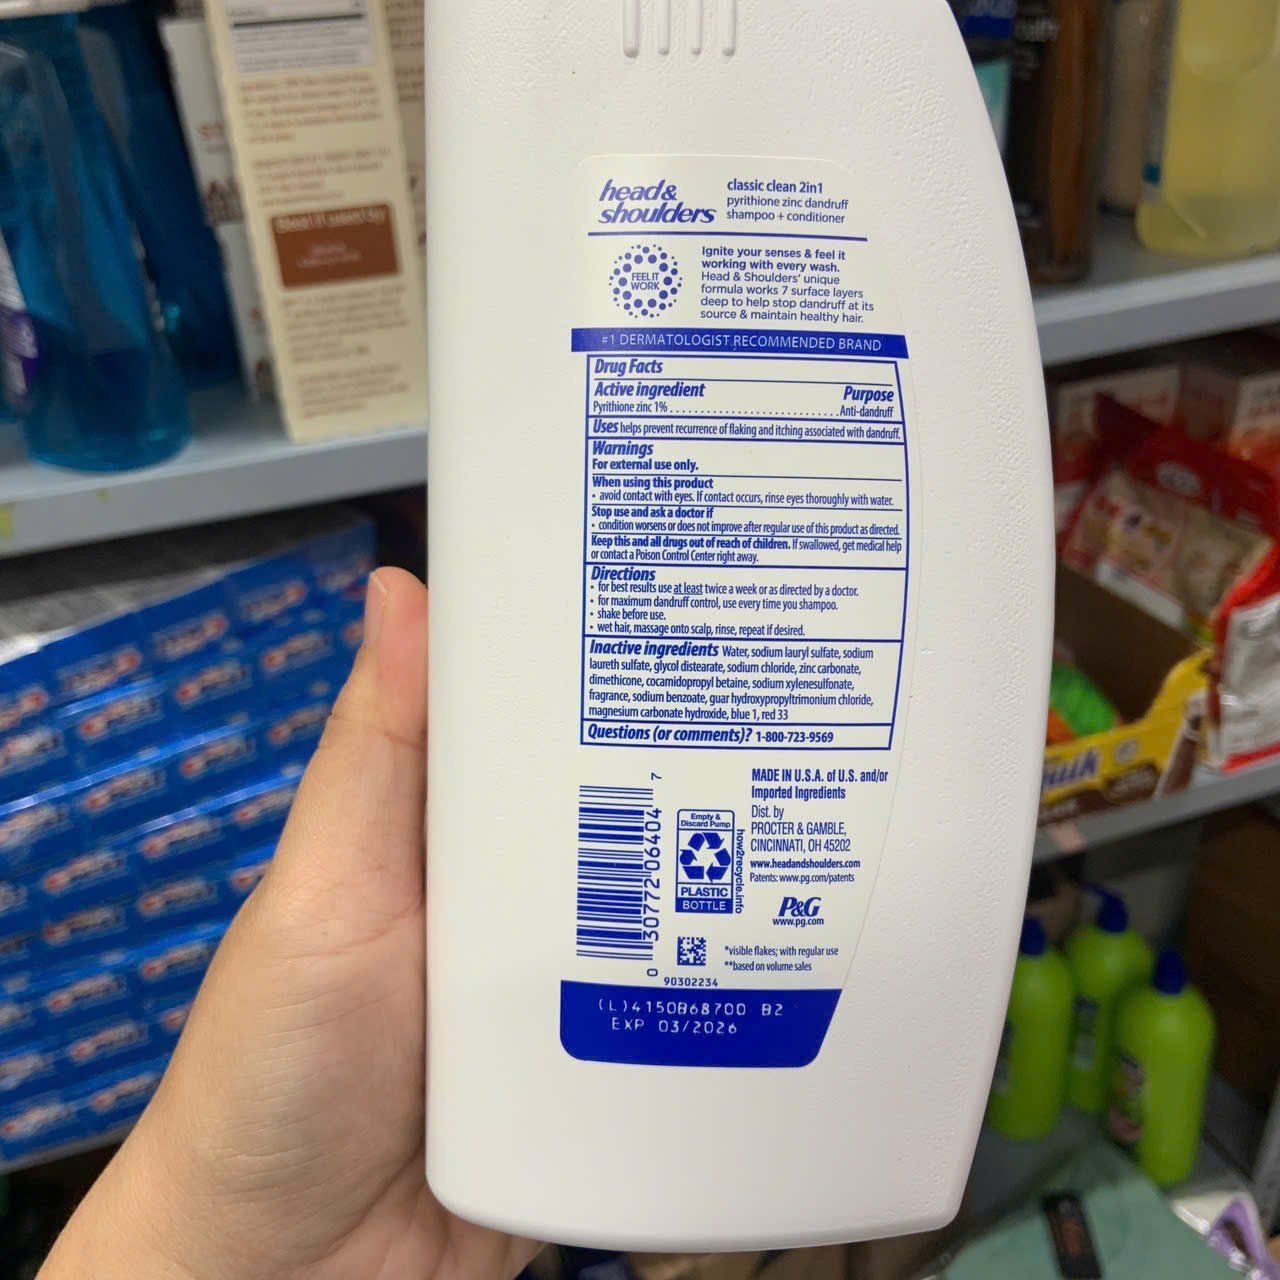 head&
shoulders
classic clean 2in1
pyrithione zinc dandruff
shampoo + conditioner
FEEL IT
WORK
Ignite your senses & feel it
working with every wash.
Head & Shoulders' unique
formula works 7 surface layers
deep to help stop dandruff at its
source & maintain healthy hair.
#1 DERMATOLOGIST RECOMMENDED BRAND
Drug Facts
Active ingredient Purpose
Pyrithione zinc 1% . . . . . . . . . . . . . . . . . . . . . . . . . . . Anti-dandruff
Uses helps prevent recurrence of flaking and itching associated with dandruff.
Warnings
For external use only.
When using this product
• avoid contact with eyes. If contact occurs, rinse eyes thoroughly with water.
Stop use and ask a doctor if
• condition worsens or does not improve after regular use of this product as directed.
Keep this and all drugs out of reach of children. If swallowed, get medical help
or contact a Poison Control Center right away.
Directions
• for best results use at least twice a week or as directed by a doctor.
• for maximum dandruff control, use every time you shampoo.
• shake before use.
• wet hair, massage onto scalp, rinse, repeat if desired.
Inactive ingredients Water, sodium lauryl sulfate, sodium
laureth sulfate, glycol distearate, sodium chloride, zinc carbonate,
dimethicone, cocamidopropyl betaine, sodium xylenesulfonate,
fragrance, sodium benzoate, guar hydroxypropyltrimonium chloride,
magnesium carbonate hydroxide, blue 1, red 33
Questions (or comments)? 1-800-723-9569
0 30772 06404 7
Empty &
Discard Pump
PLASTIC
BOTTLE
how2recycle.info
MADE IN U.S.A. of U.S. and/or
Imported Ingredients
Dist. by
PROCTER & GAMBLE,
CINCINNATI, OH 45202
www.headandshoulders.com
Patents: www.pg.com/patents
P&G
www.pg.com
*visible flakes; with regular use
**based on volume sales
90302234
(L)4150868700 B2
EXP 03/2026